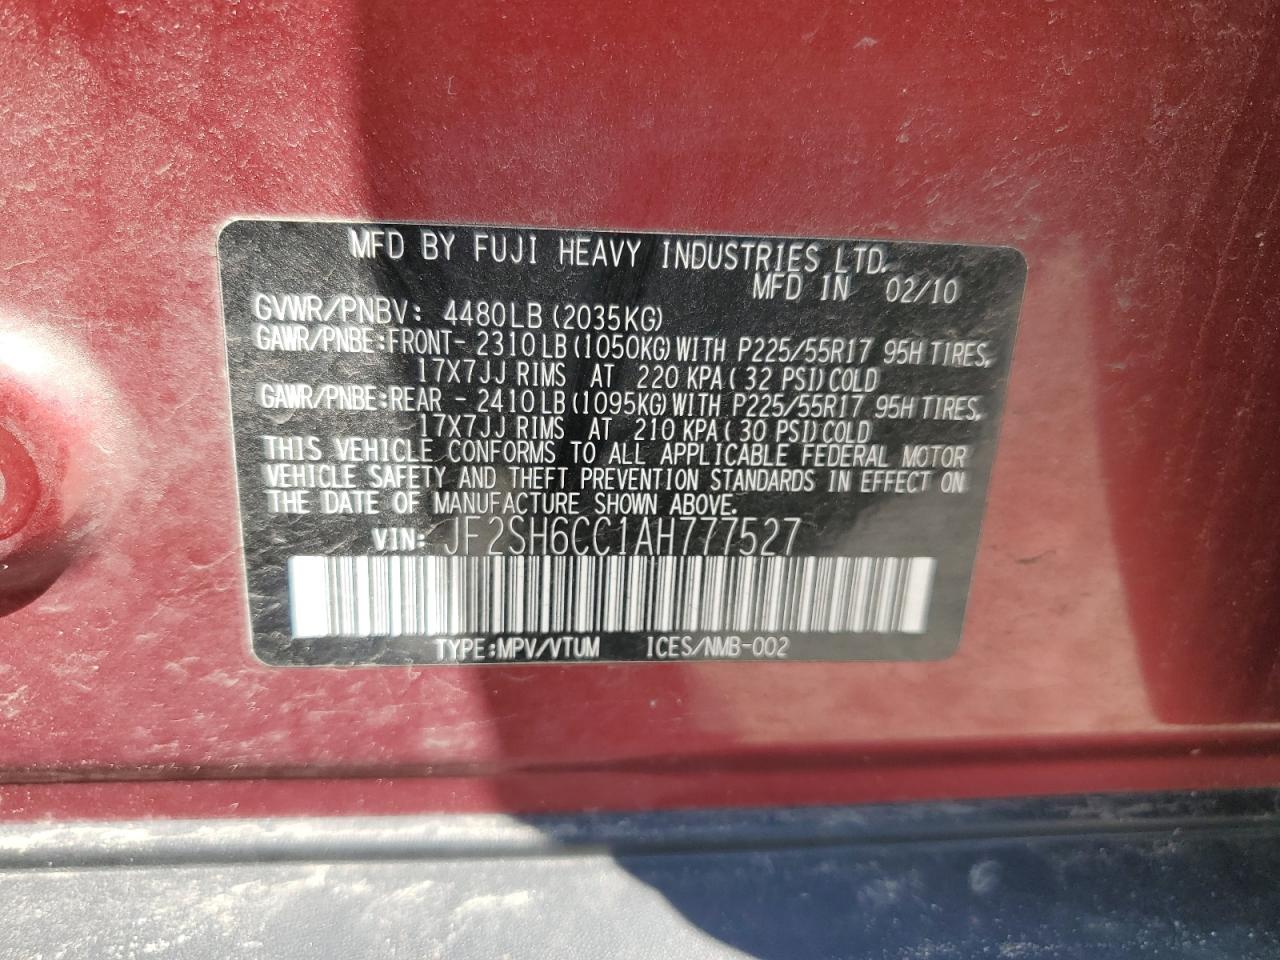 MFD BY FUJI HEAVY INDUSTRIES LTD.
MFD IN 02/10
GVWR/PNBV: 4480LB (2035KG)
GAWR/PNBE:FRONT- 2310LB (1050KG) WITH P225/55R17 95H TIRES,
17X7JJ RIMS AT 220 KPA( 32 PSI) COLD
GAWR/PNBE:REAR - 2410LB (1095KG) WITH P225/55R17 95H TIRES,
17X7JJ RIMS AT 210 KPA( 30 PSI) COLD
THIS VEHICLE CONFORMS TO ALL APPLICABLE FEDERAL MOTOR
VEHICLE SAFETY AND THEFT PREVENTION STANDARDS IN EFFECT ON
THE DATE OF MANUFACTURE SHOWN ABOVE.
VIN: JF2SH6CC1AH777527
TYPE:MPV/VTUM ICES/NMB-002